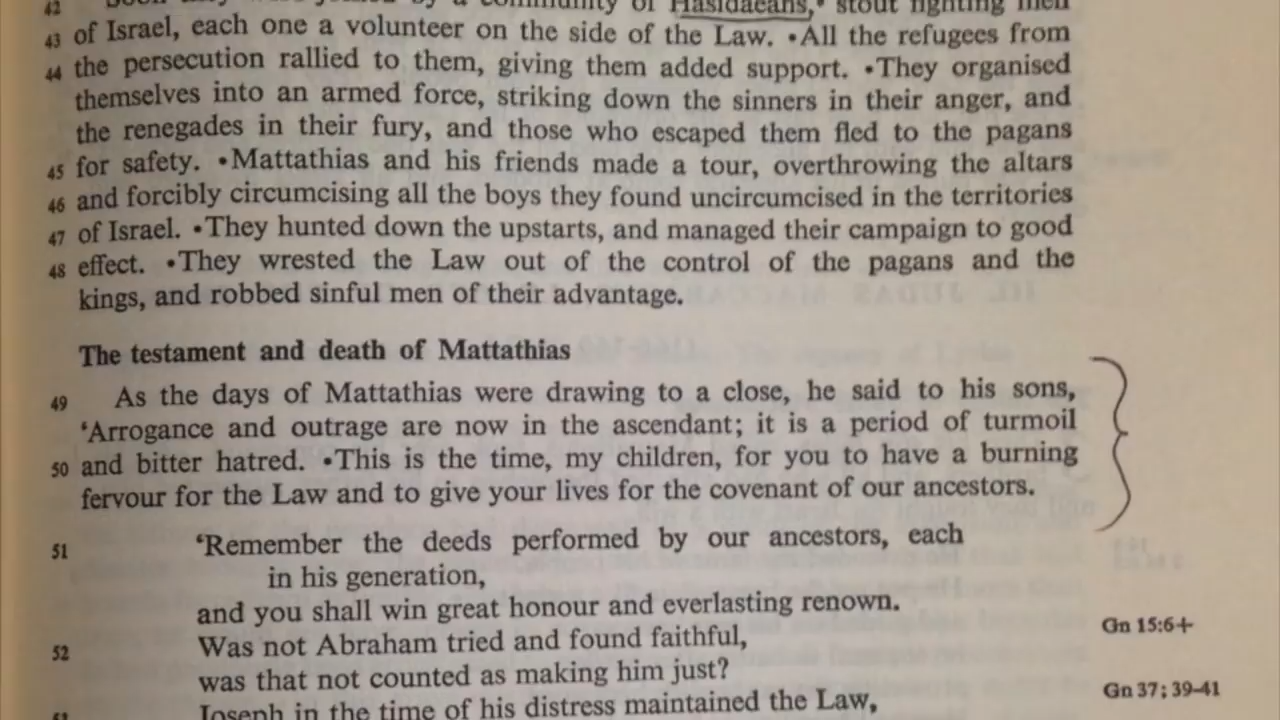 42 Soon they were joined by a community of Hasidaeans, stout fighting men
43 of Israel, each one a volunteer on the side of the Law. •All the refugees from
44 the persecution rallied to them, giving them added support. •They organised
themselves into an armed force, striking down the sinners in their anger, and
the renegades in their fury, and those who escaped them fled to the pagans
45 for safety. •Mattathias and his friends made a tour, overthrowing the altars
46 and forcibly circumcising all the boys they found uncircumcised in the territories
47 of Israel. •They hunted down the upstarts, and managed their campaign to good
48 effect. •They wrested the Law out of the control of the pagans and the
kings, and robbed sinful men of their advantage.
The testament and death of Mattathias
49 As the days of Mattathias were drawing to a close, he said to his sons,
'Arrogance and outrage are now in the ascendant; it is a period of turmoil
50 and bitter hatred. •This is the time, my children, for you to have a burning
fervour for the Law and to give your lives for the covenant of our ancestors.
51 'Remember the deeds performed by our ancestors, each
in his generation,
and you shall win great honour and everlasting renown.
52 Was not Abraham tried and found faithful, Gn 15:6+
was that not counted as making him just?
Joseph in the time of his distress maintained the Law, Gn 37; 39-41